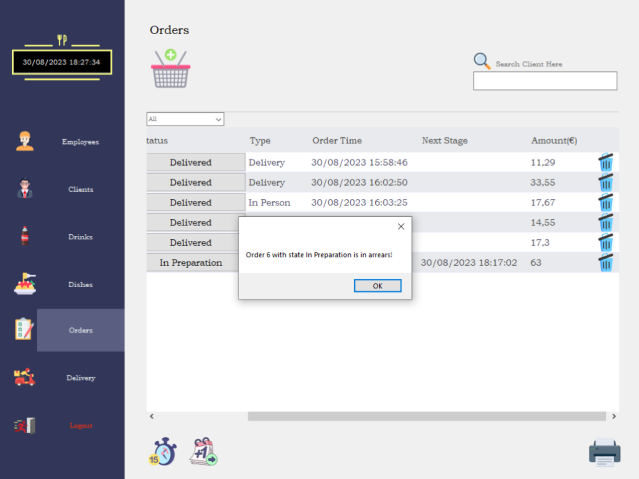 Orders
30/08/2023 18:27:34
Search Client Here
All
tatus Type Order Time Next Stage Amount(€)
Employees
Delivered Delivery 30/08/2023 15:58:46 11,29
Delivered Delivery 30/08/2023 16:02:50 33,55
Clients
Delivered In Person 30/08/2023 16:03:25 17,67
Delivered 14,55
Drinks
Delivered 17,3
Order 6 with state In Preparation is in arrears!
In Preparation 30/08/2023 18:17:02 63
OK
Dishes
Orders
Delivery
Logout
15
+1